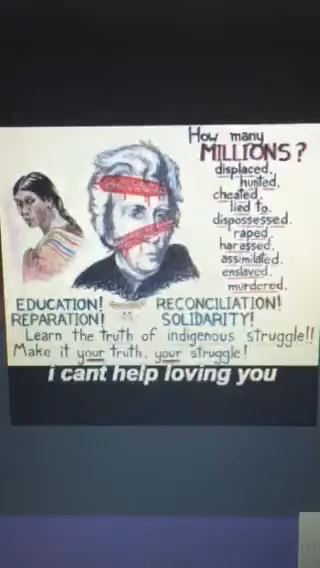 How many
MILLIONS?
displaced,
hunted,
cheated,
lied to,
dispossessed,
raped,
harassed,
assimilated,
enslaved,
murdered.
EDUCATION! RECONCILIATION!
REPARATION! SOLIDARITY!
Learn the truth of indigenous struggle!!
Make it your truth, your struggle!
i cant help loving you